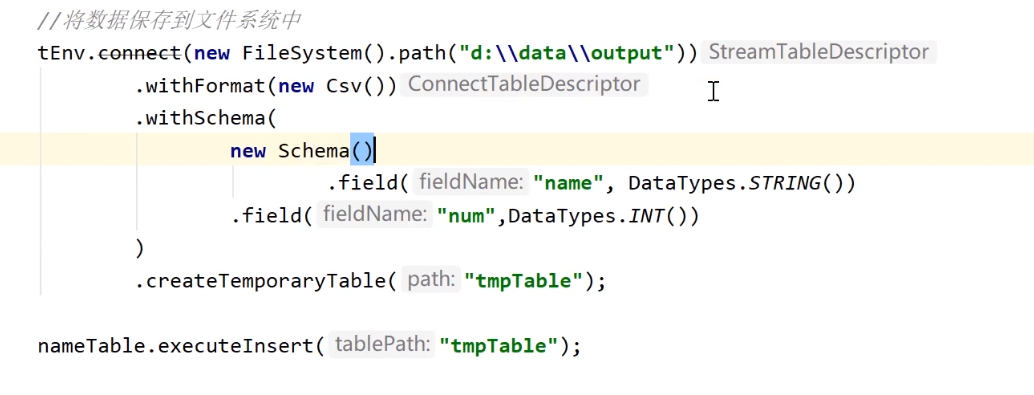 //将数据保存到文件系统中
tEnv.connect(new FileSystem().path("d:\\data\\output")) StreamTableDescriptor
.withFormat(new Csv()) ConnectTableDescriptor
.withSchema(
new Schema()
.field( fieldName: "name", DataTypes.STRING())
.field( fieldName: "num",DataTypes.INT())
)
.createTemporaryTable( path: "tmpTable");
nameTable.executeInsert( tablePath: "tmpTable");